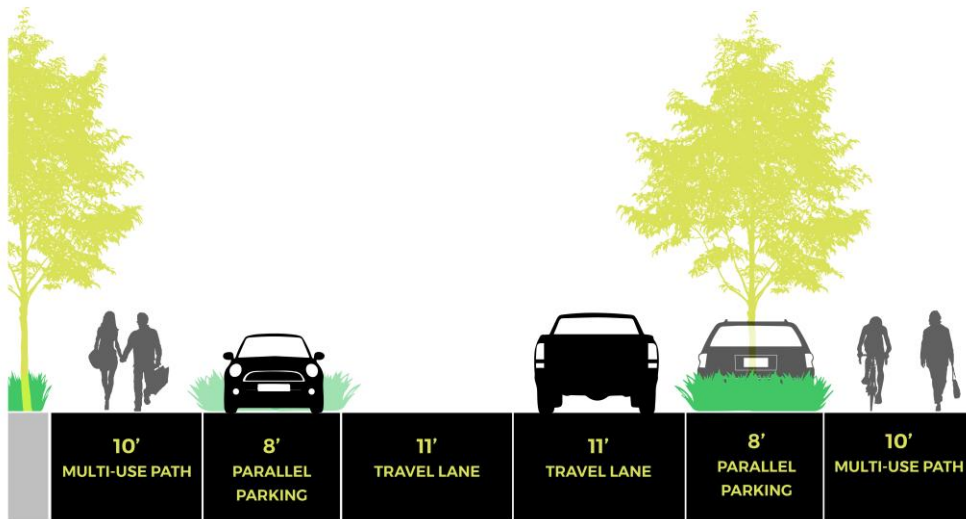 10’
MULTI-USE PATH
8’
PARALLEL
PARKING
11’
TRAVEL LANE
11’
TRAVEL LANE
8’
PARALLEL
PARKING
10’
MULTI-USE PATH